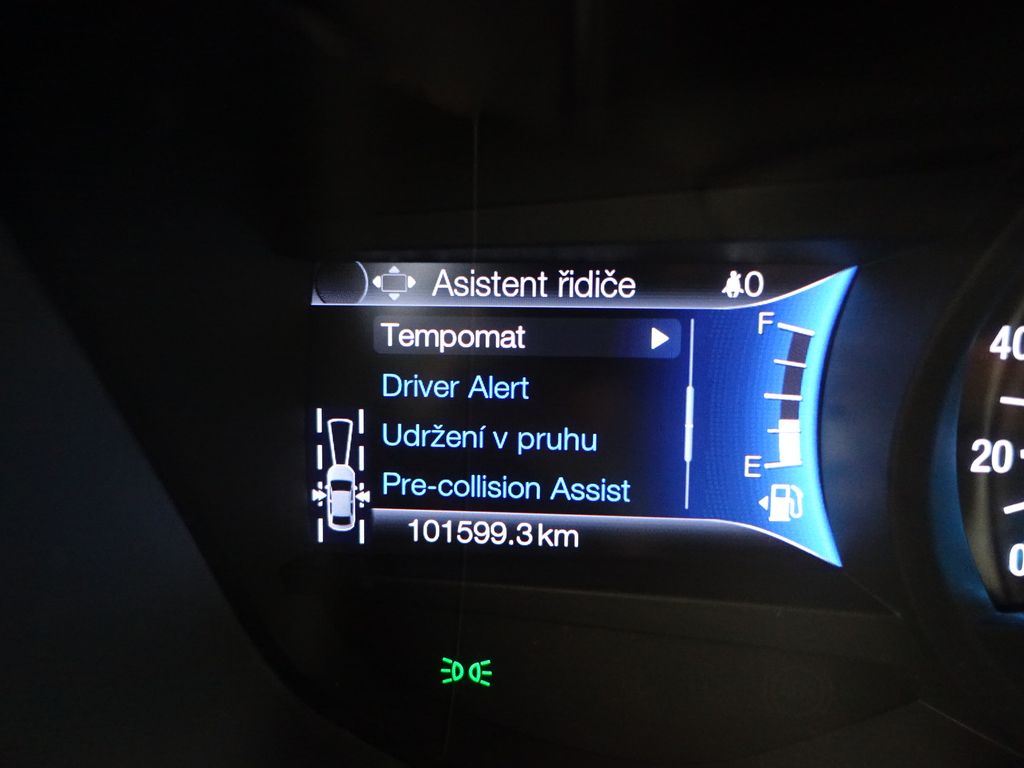 Asistent řidiče 0
Tempomat
Driver Alert
Udržení v pruhu
Pre-collision Assist
101599.3 km
F
E
40
20
0